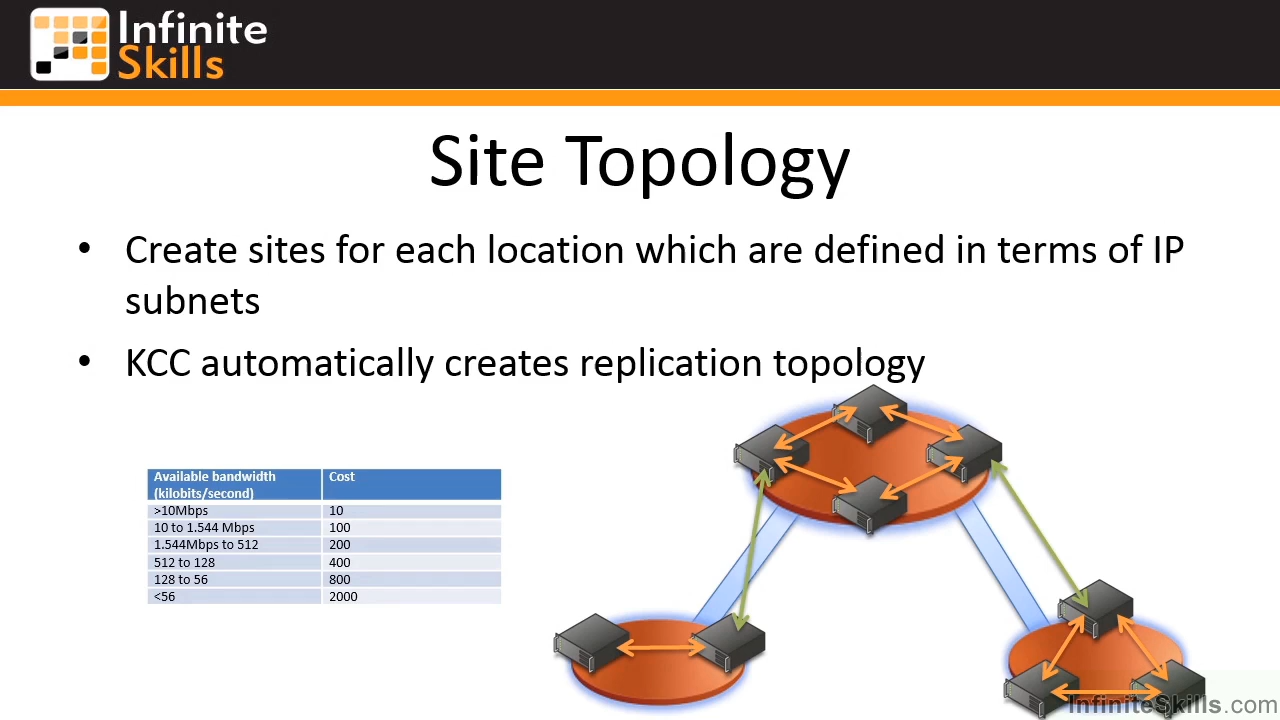 Infinite
Skills
Site Topology
• Create sites for each location which are defined in terms of IP
subnets
• KCC automatically creates replication topology
Available bandwidth
(kilobits/second)
Cost
>10Mbps 10
10 to 1.544 Mbps 100
1.544Mbps to 512 200
512 to 128 400
128 to 56 800
<56 2000
InfiniteSkills.com